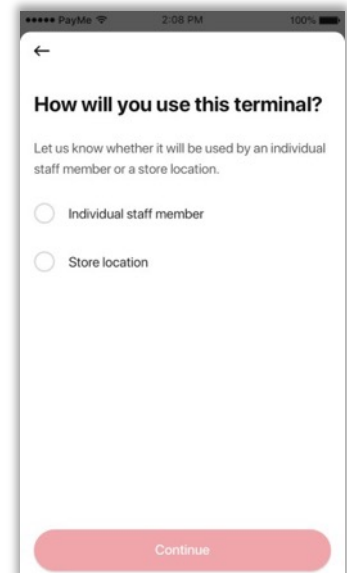 PayMe 2:08 PM 100%
How will you use this terminal?
Let us know whether it will be used by an individual
staff member or a store location.
Individual staff member
Store location
Continue